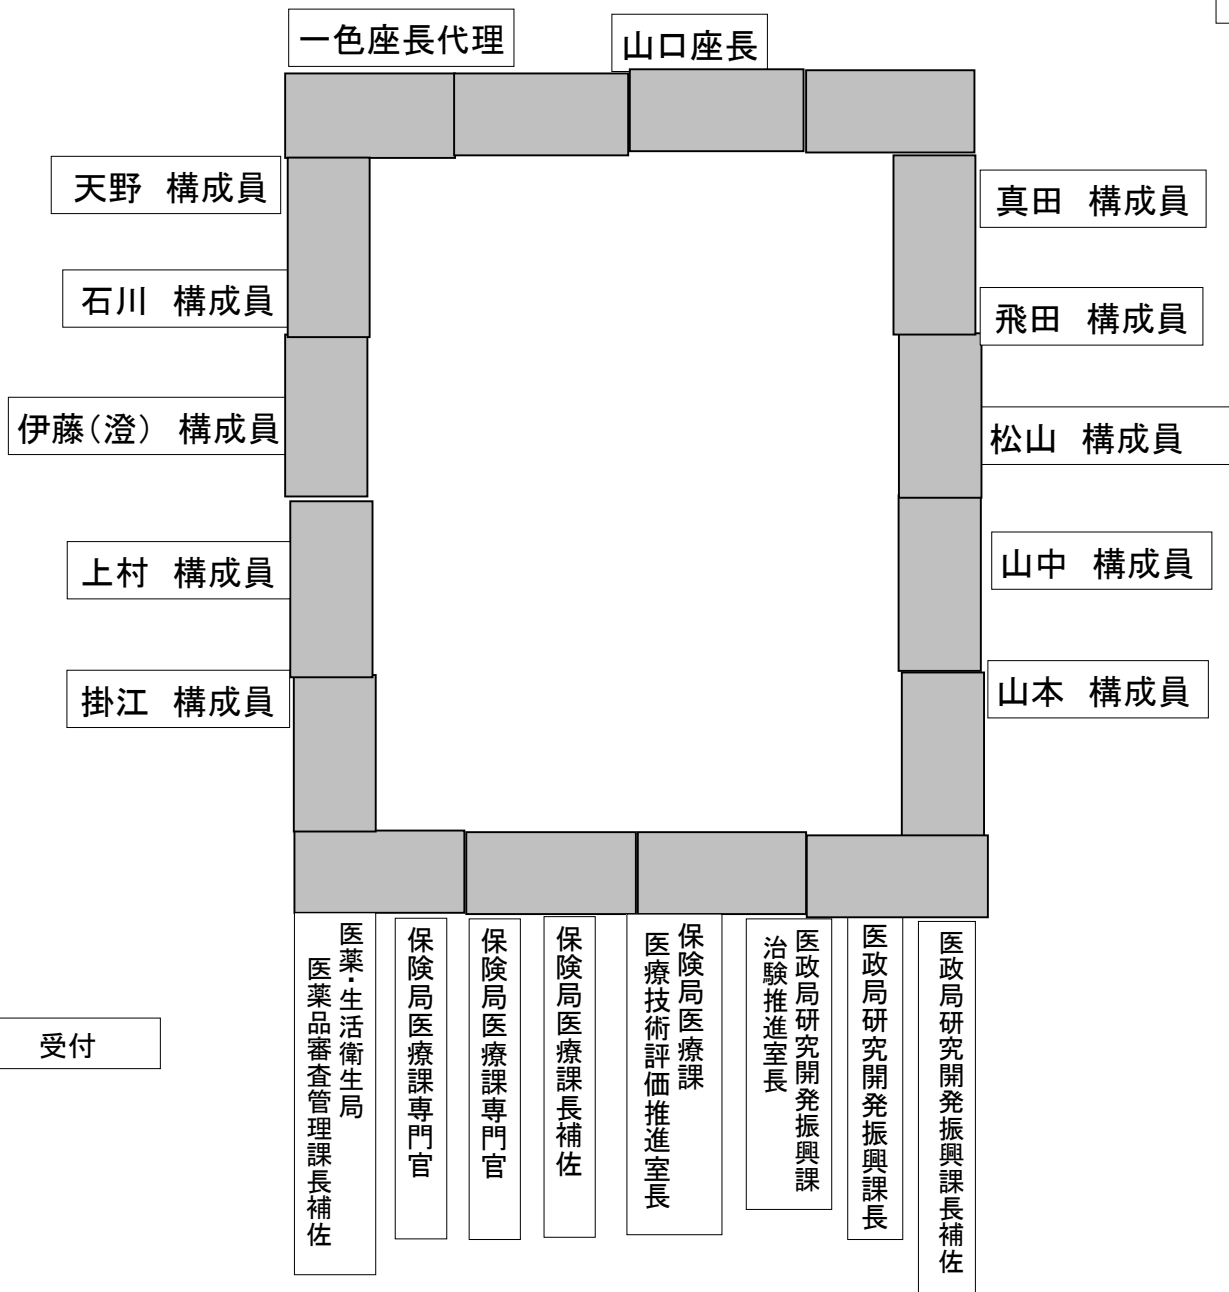 一色座長代理
山口座長
天野　構成員
石川　構成員
伊藤（澄）　構成員
上村　構成員
掛江　構成員
真田　構成員
飛田　構成員
松山　構成員
山中　構成員
山本　構成員
受付
医薬・生活衛生局
医薬品審査管理課長補佐
保険局医療課専門官
保険局医療課専門官
保険局医療課長補佐
保険局医療課
医療技術評価推進室長
医政局研究開発振興課
治験推進室長
医政局研究開発振興課長
医政局研究開発振興課長補佐